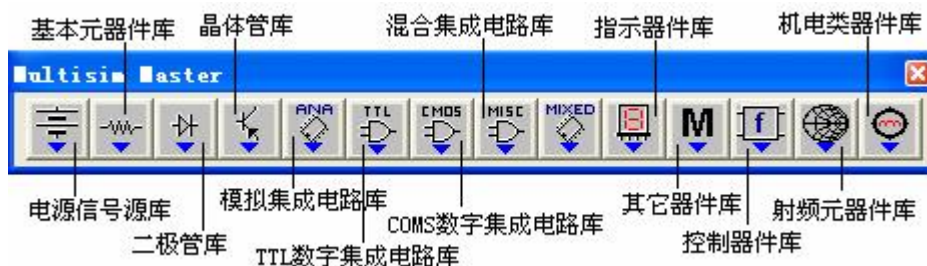 基本元器件库
晶体管库
混合集成电路库
指示器件库
机电类器件库
Multisim Master
ANA
TTL
CMOS
MISC
MIXED
M
f
电源信号源库
二极管库
模拟集成电路库
TTL数字集成电路库
COMS数字集成电路库
其它器件库
控制器件库
射频元器件库